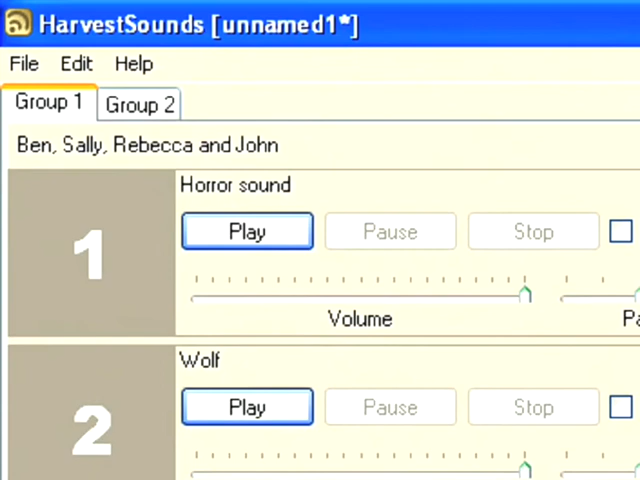 HarvestSounds [unnamed1*]
File Edit Help
Group 1 Group 2
Ben, Sally, Rebecca and John
Horror sound
1
Play Pause Stop
Volume
Wolf
2
Play Pause Stop